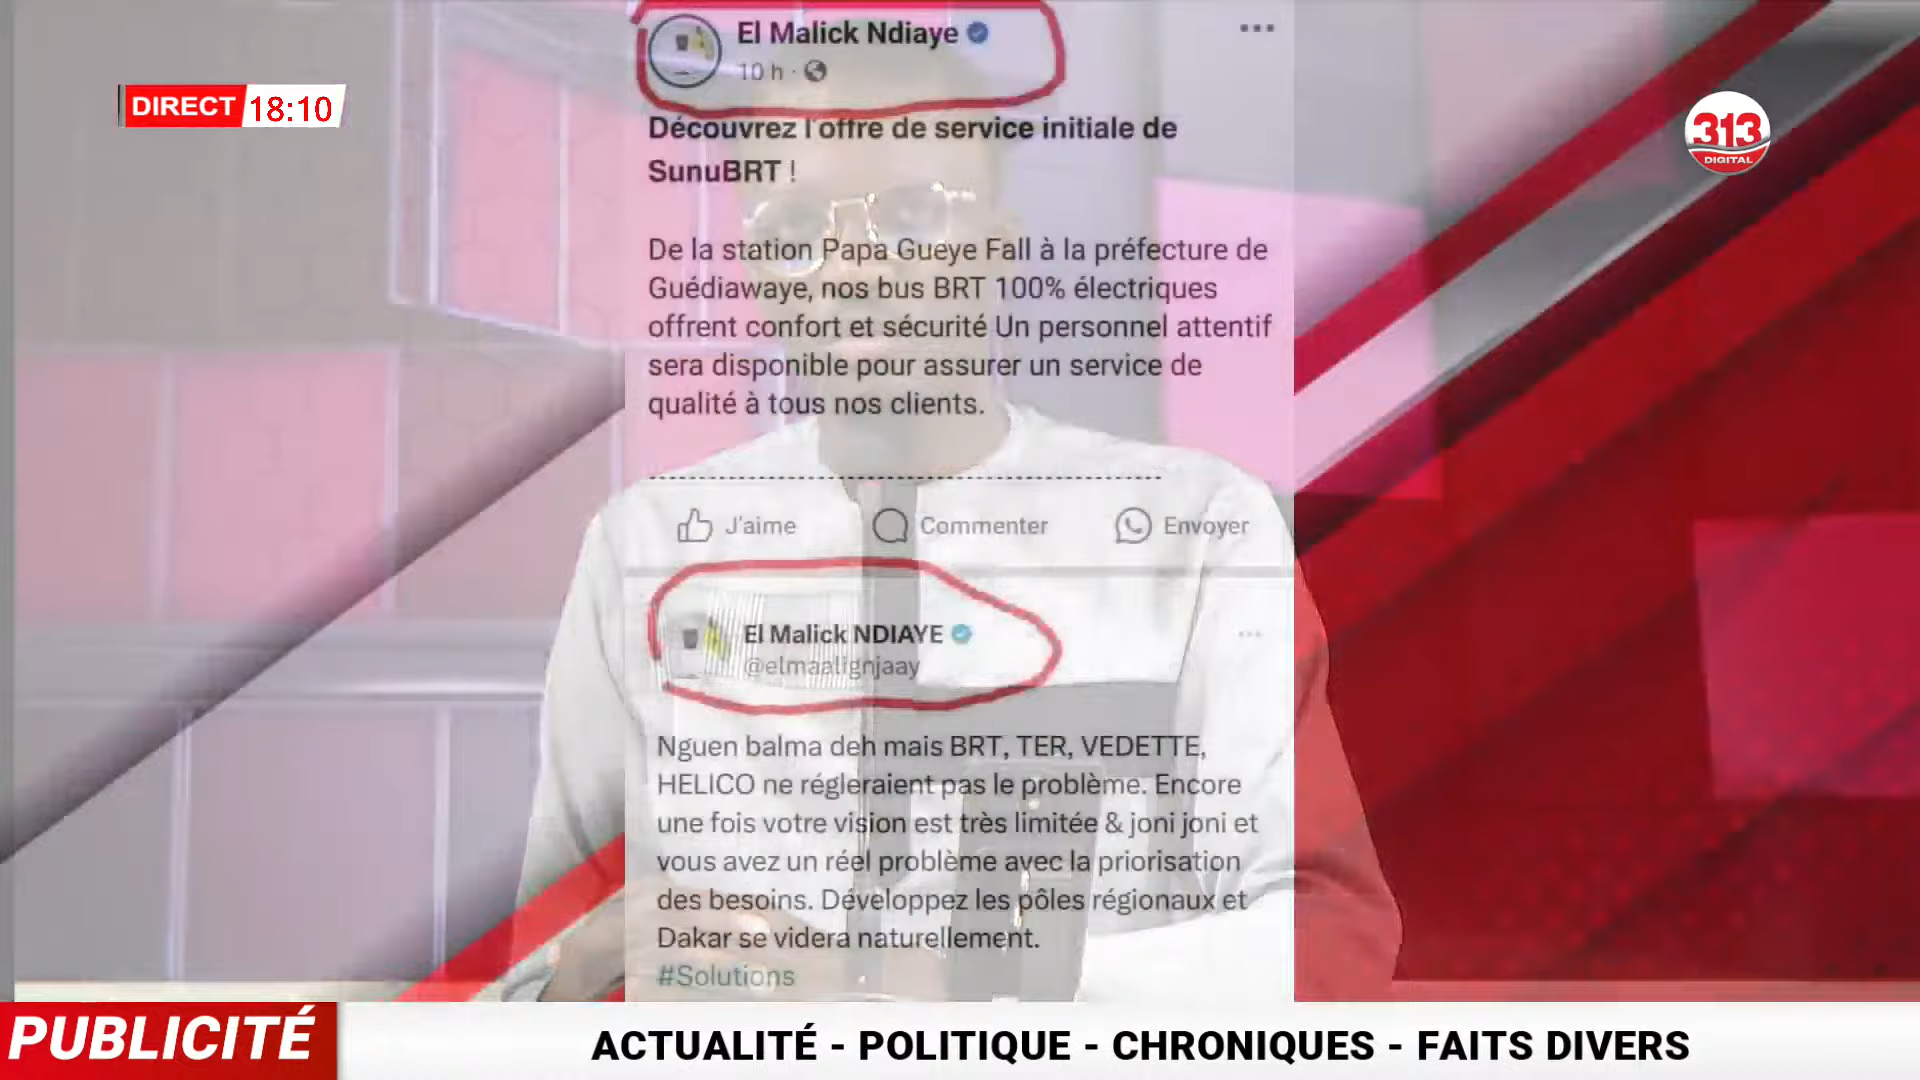 DIRECT 18:10
313
DIGITAL
El Malick Ndiaye
10 h
Découvrez l'offre de service initiale de
SunuBRT !
De la station Papa Gueye Fall à la préfecture de
Guédiawaye, nos bus BRT 100% électriques
offrent confort et sécurité Un personnel attentif
sera disponible pour assurer un service de
qualité à tous nos clients.
J'aime
Commenter
Envoyer
El Malick NDIAYE
@elmaalignjaay
Nguen balma deh mais BRT, TER, VEDETTE,
HELICO ne régleraient pas le problème. Encore
une fois votre vision est très limitée & joni joni et
vous avez un réel problème avec la priorisation
des besoins. Développez les pôles régionaux et
Dakar se videra naturellement.
#Solutions
PUBLICITÉ
ACTUALITÉ - POLITIQUE - CHRONIQUES - FAITS DIVERS